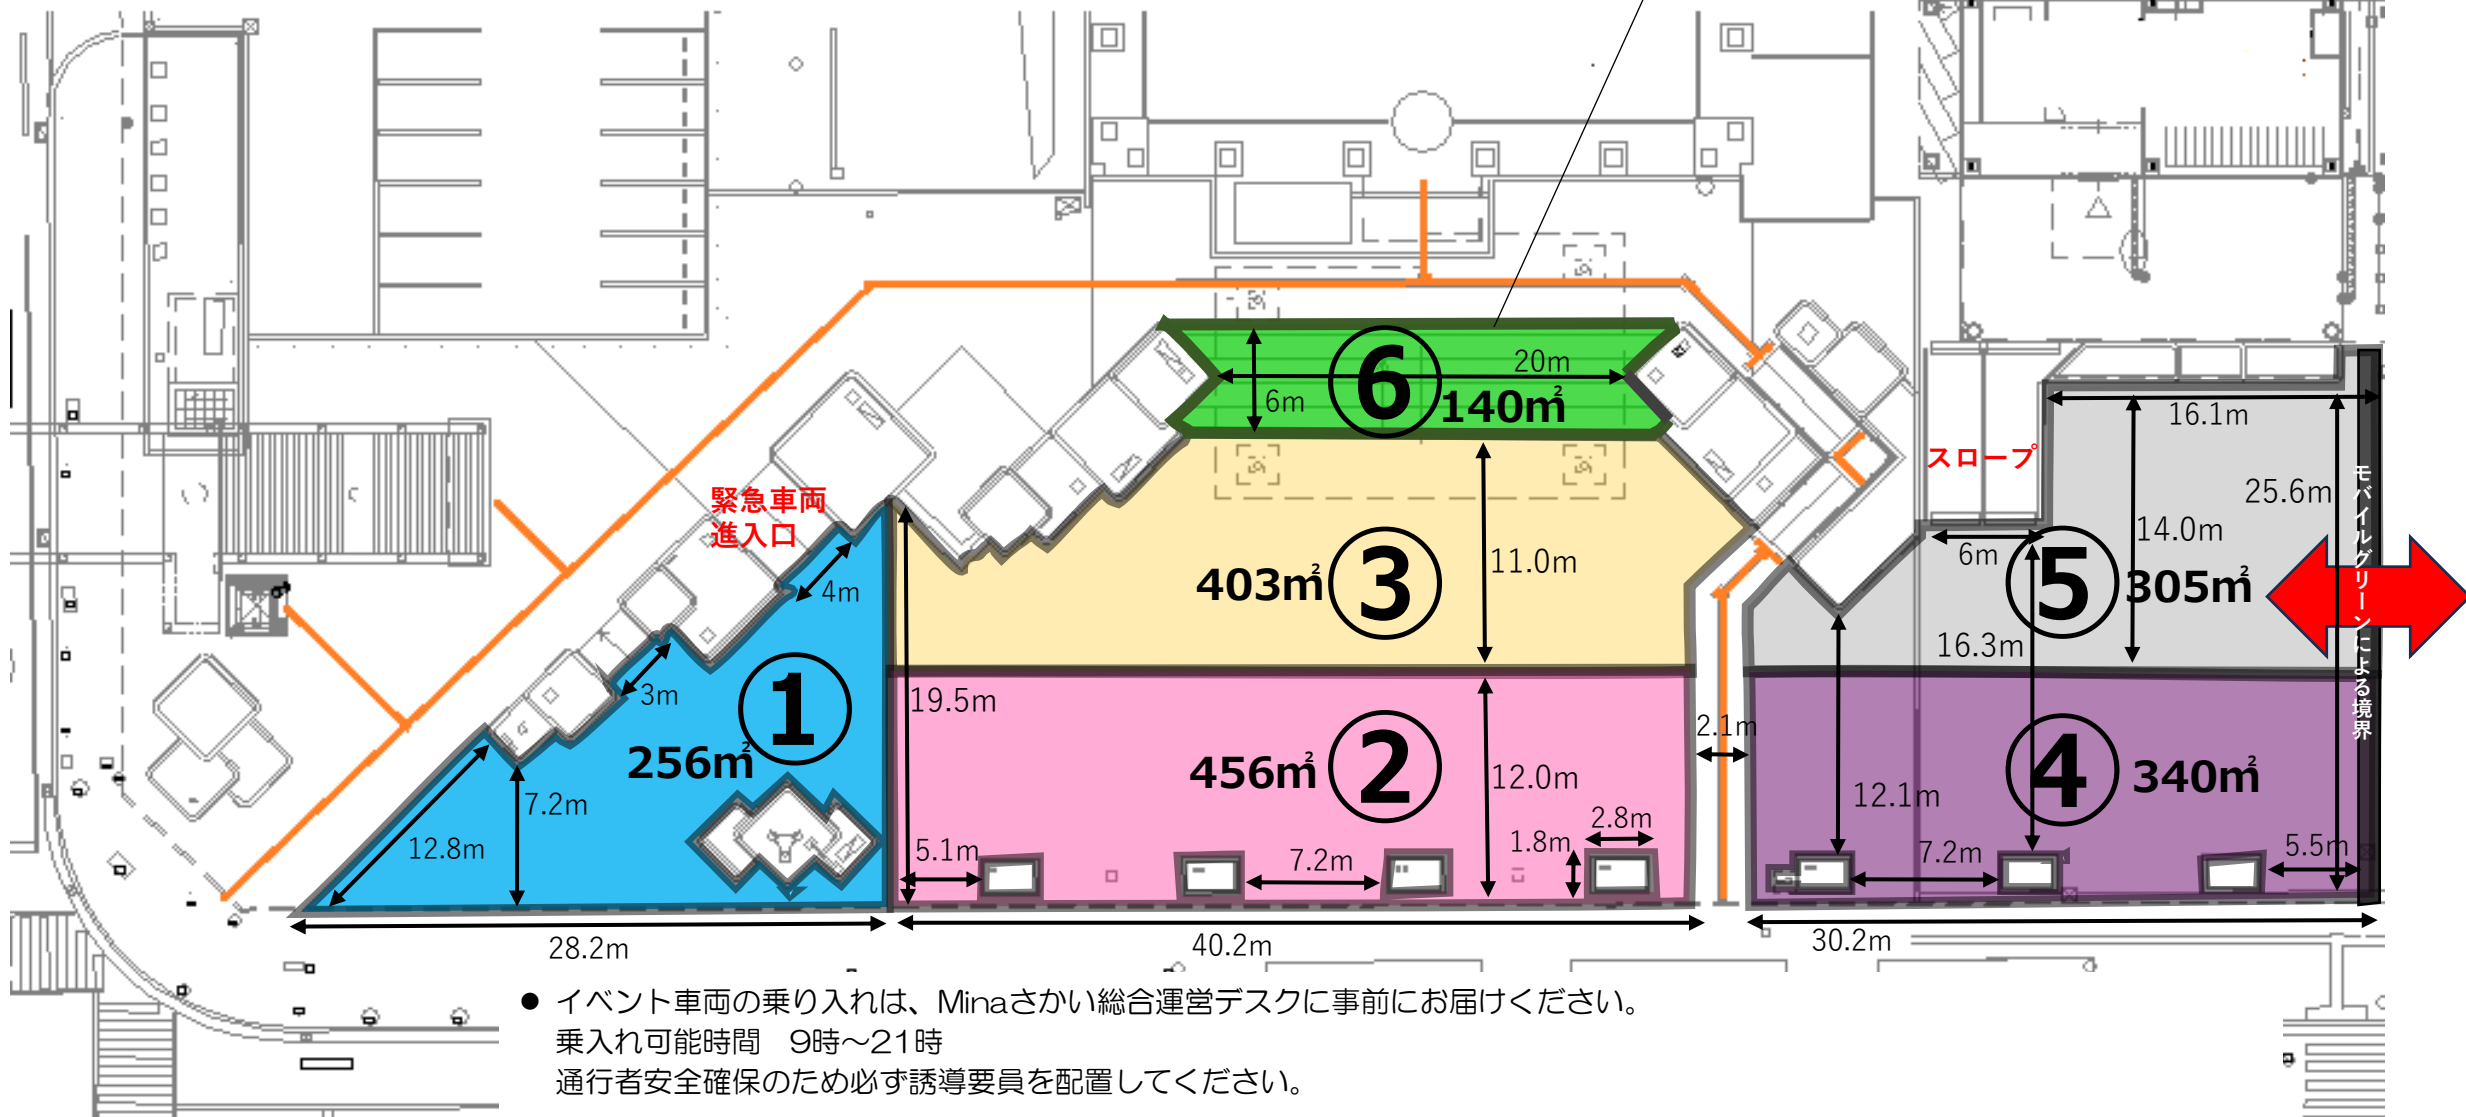 20m
6m
⑥
140㎡
16.1m
スロープ
25.6m
モバイルグリーンによる境界
緊急車両
進入口
14.0m
6m
11.0m
③
403㎡
⑤
305㎡
4m
16.3m
3m
①
19.5m
256㎡
2.1m
②
456㎡
12.0m
④
340㎡
7.2m
12.1m
2.8m
1.8m
12.8m
5.1m
7.2m
7.2m
5.5m
28.2m
40.2m
30.2m
● イベント車両の乗り入れは、Minaさかい総合運営デスクに事前にお届けください。
乗入れ可能時間　9時～21時
通行者安全確保のため必ず誘導要員を配置してください。